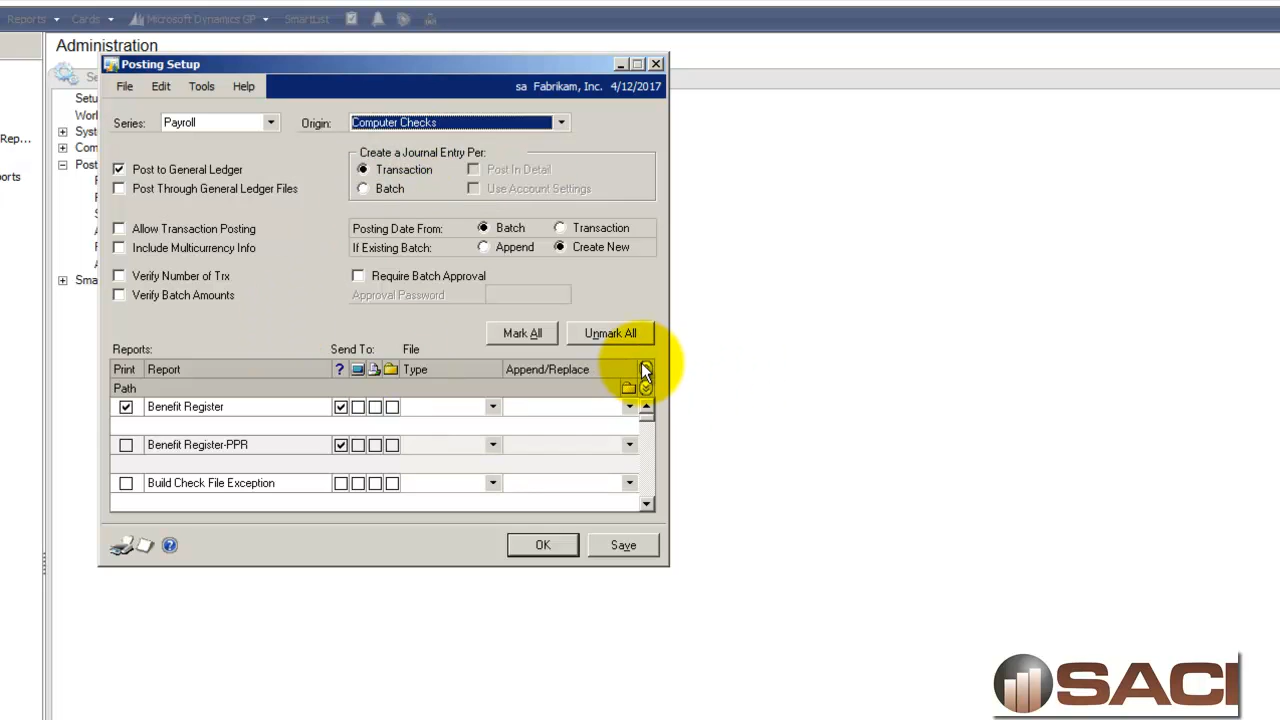 Reports Cards Microsoft Dynamics GP SmartList
Administration
Se
Setu
Work
Syst
Com
Post
Sma
Rep...
orts
Posting Setup
File Edit Tools Help sa Fabrikam, Inc. 4/12/2017
Series: Payroll Origin: Computer Checks
Create a Journal Entry Per:
Post to General Ledger Transaction Post In Detail
Post Through General Ledger Files Batch Use Account Settings
Allow Transaction Posting Posting Date From: Batch Transaction
Include Multicurrency Info If Existing Batch: Append Create New
Verify Number of Trx Require Batch Approval
Verify Batch Amounts Approval Password
Mark All Unmark All
Reports: Send To: File
Print Report ? Type Append/Replace
Path
Benefit Register
Benefit Register-PPR
Build Check File Exception
OK Save
SACI